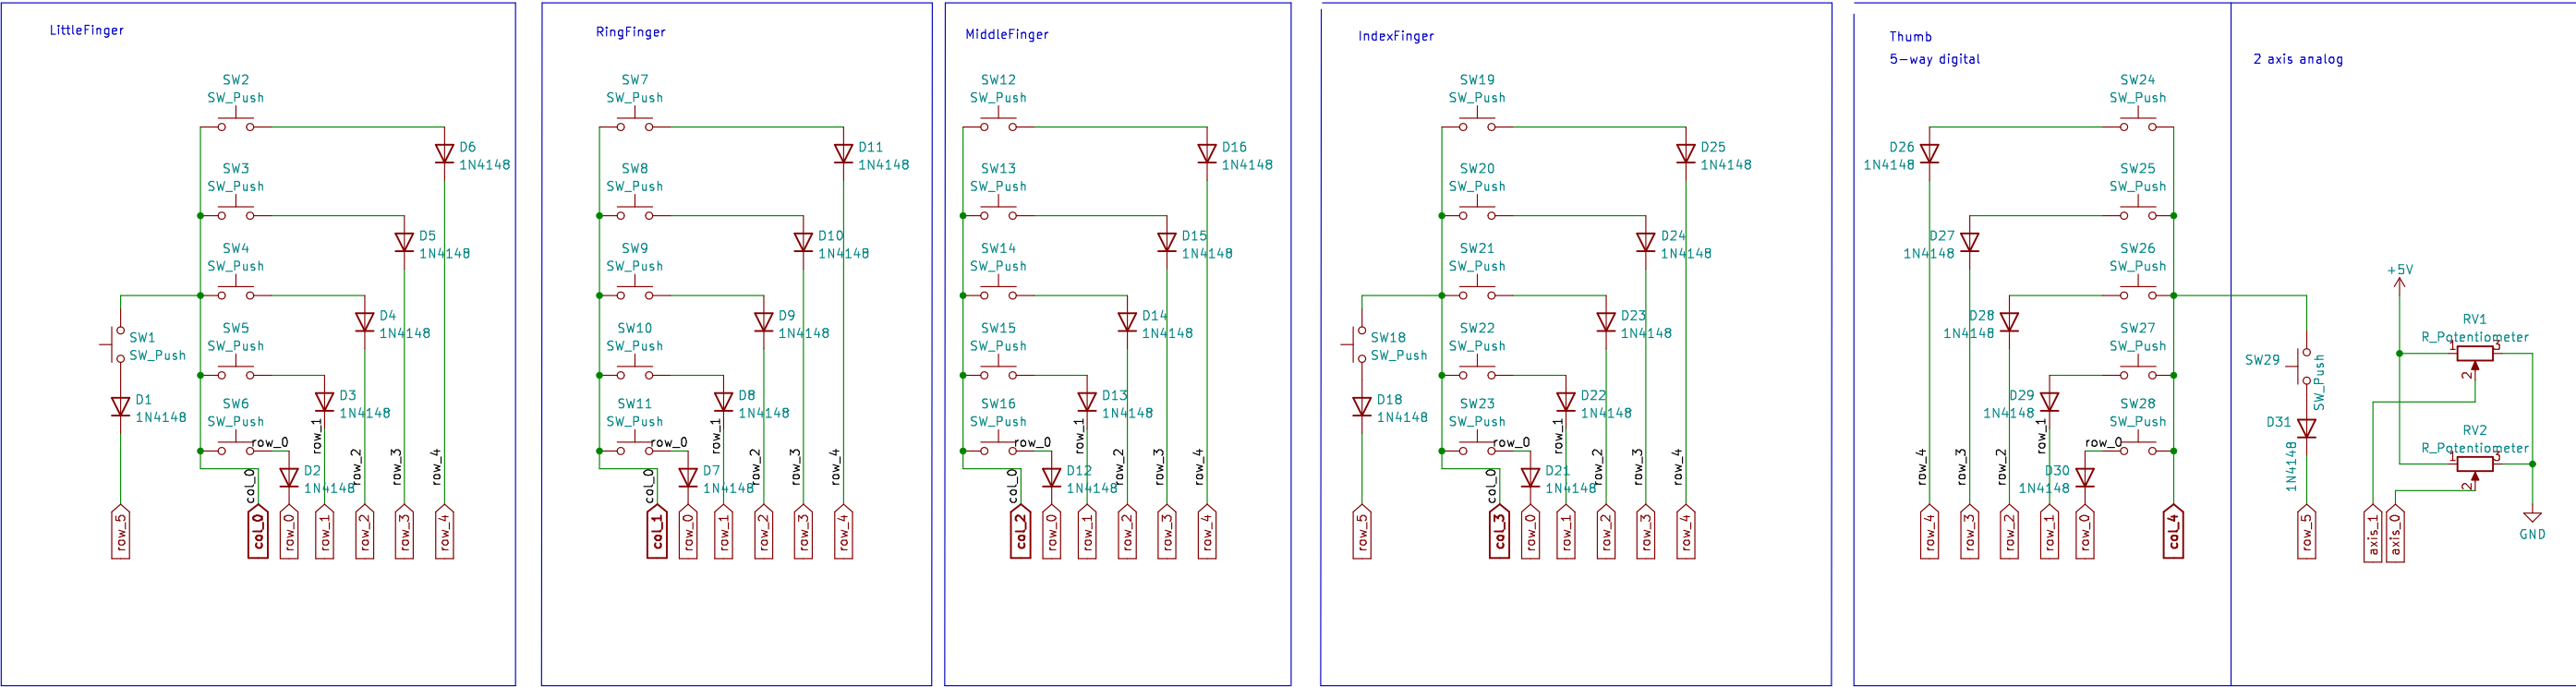 LittleFinger
SW2
SW_Push
D6
1N4148
SW3
SW_Push
D5
1N4148
SW4
SW_Push
D4
1N4148
SW1
SW_Push
SW5
SW_Push
D3
1N4148
D1
1N4148
SW6
SW_Push
row_0
row_1
row_2
row_3
row_4
D2
1N4148
col_0
row_5
col_0
row_0
row_1
row_2
row_3
row_4
RingFinger
SW7
SW_Push
D11
1N4148
SW8
SW_Push
D10
1N4148
SW9
SW_Push
D9
1N4148
SW10
SW_Push
D8
1N4148
SW11
SW_Push
row_0
row_1
row_2
row_3
row_4
D7
1N4148
col_0
col_1
row_0
row_1
row_2
row_3
row_4
MiddleFinger
SW12
SW_Push
D16
1N4148
SW13
SW_Push
D15
1N4148
SW14
SW_Push
D14
1N4148
SW15
SW_Push
D13
1N4148
SW16
SW_Push
row_0
row_1
row_2
row_3
row_4
D12
1N4148
col_0
col_2
row_0
row_1
row_2
row_3
row_4
IndexFinger
SW19
SW_Push
D25
1N4148
SW20
SW_Push
D24
1N4148
SW21
SW_Push
D23
1N4148
SW18
SW_Push
SW22
SW_Push
D22
1N4148
D18
1N4148
SW23
SW_Push
row_0
row_1
row_2
row_3
row_4
D21
1N4148
col_0
row_5
col_3
row_0
row_1
row_2
row_3
row_4
Thumb
5-way digital
SW24
SW_Push
D26
1N4148
SW25
SW_Push
D27
1N4148
SW26
SW_Push
D28
1N4148
SW27
SW_Push
D29
1N4148
SW28
SW_Push
row_4
row_3
row_2
row_1
row_0
D30
1N4148
row_4
row_3
row_2
row_1
row_0
col_4
2 axis analog
+5V
RV1
R_Potentiometer
1
3
2
SW29
SW_Push
D31
1N4148
RV2
R_Potentiometer
1
3
2
row_5
axis_1
axis_0
GND